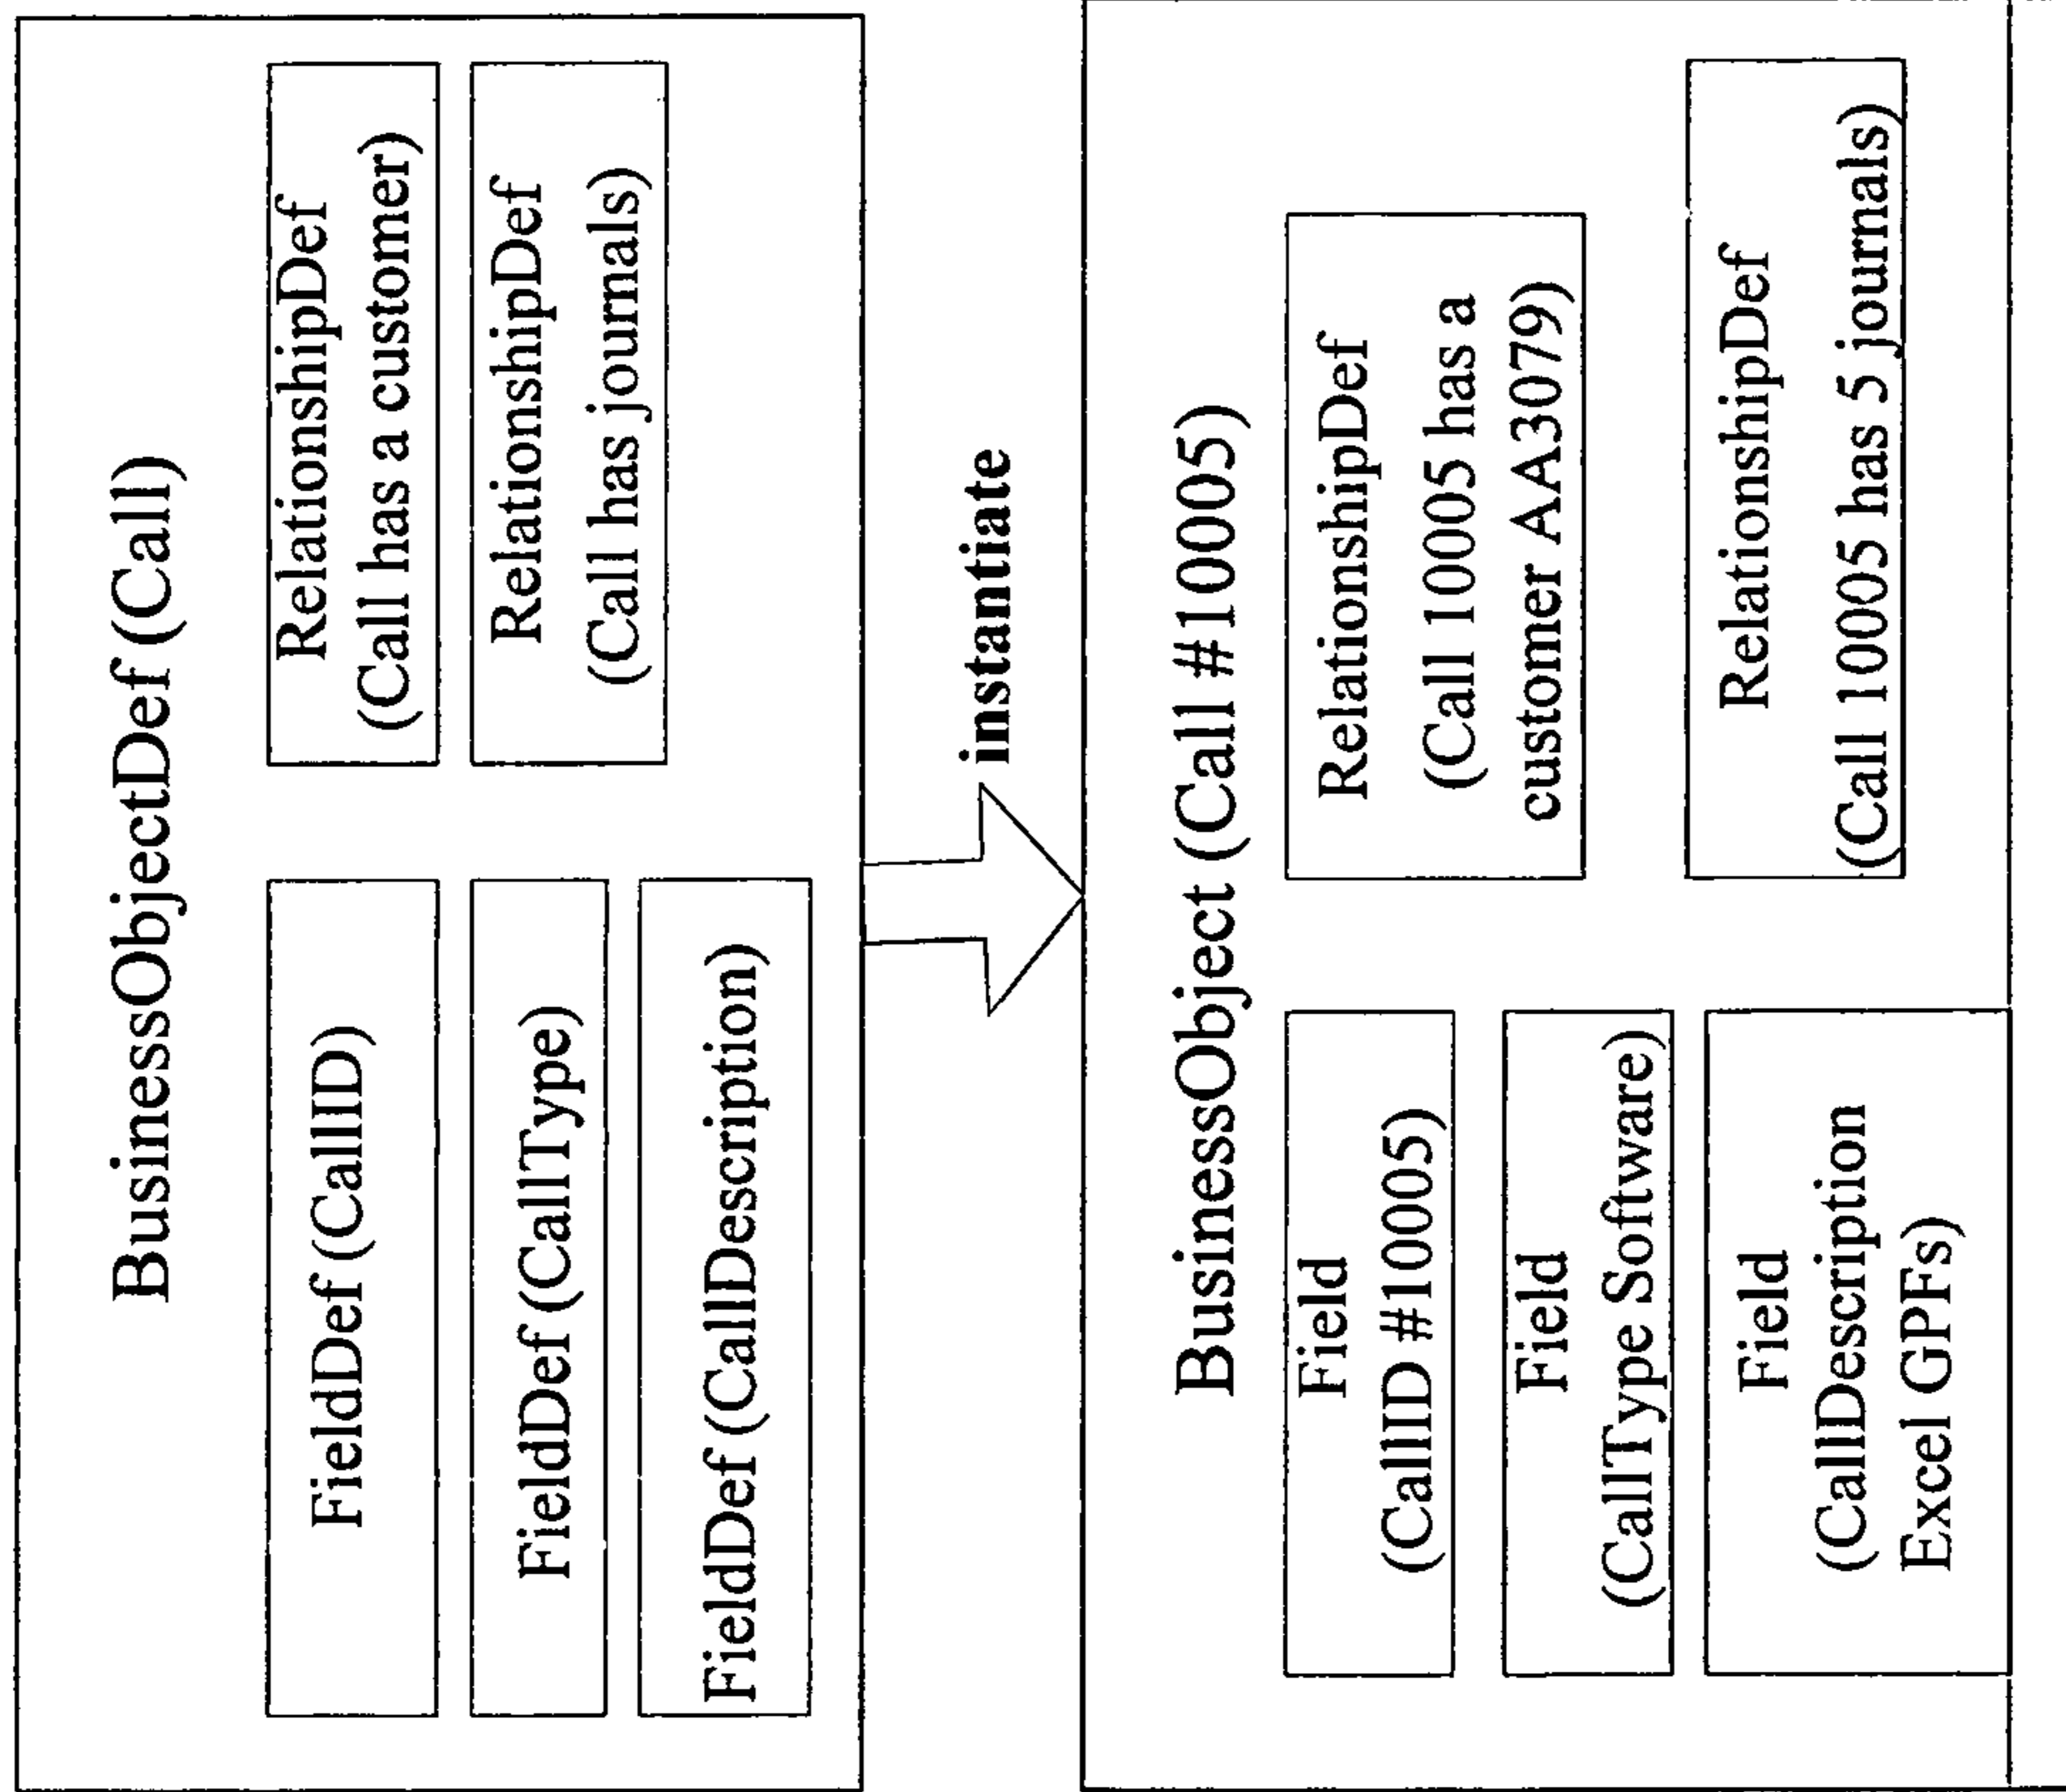 BusinessObjectDef (Call)
FieldDef (CallID)
FieldDef (CallType)
FieldDef (CallDescription)
RelationshipDef
(Call has a customer)
RelationshipDef
(Call has journals)
instantiate
BusinessObject (Call #10005)
Field
(CallID #10005)
Field
(CallType Software)
Field
(CallDescription
Excel GPFs)
RelationshipDef
(Call 10005 has a
customer AA3079)
RelationshipDef
(Call 10005 has 5 journals)